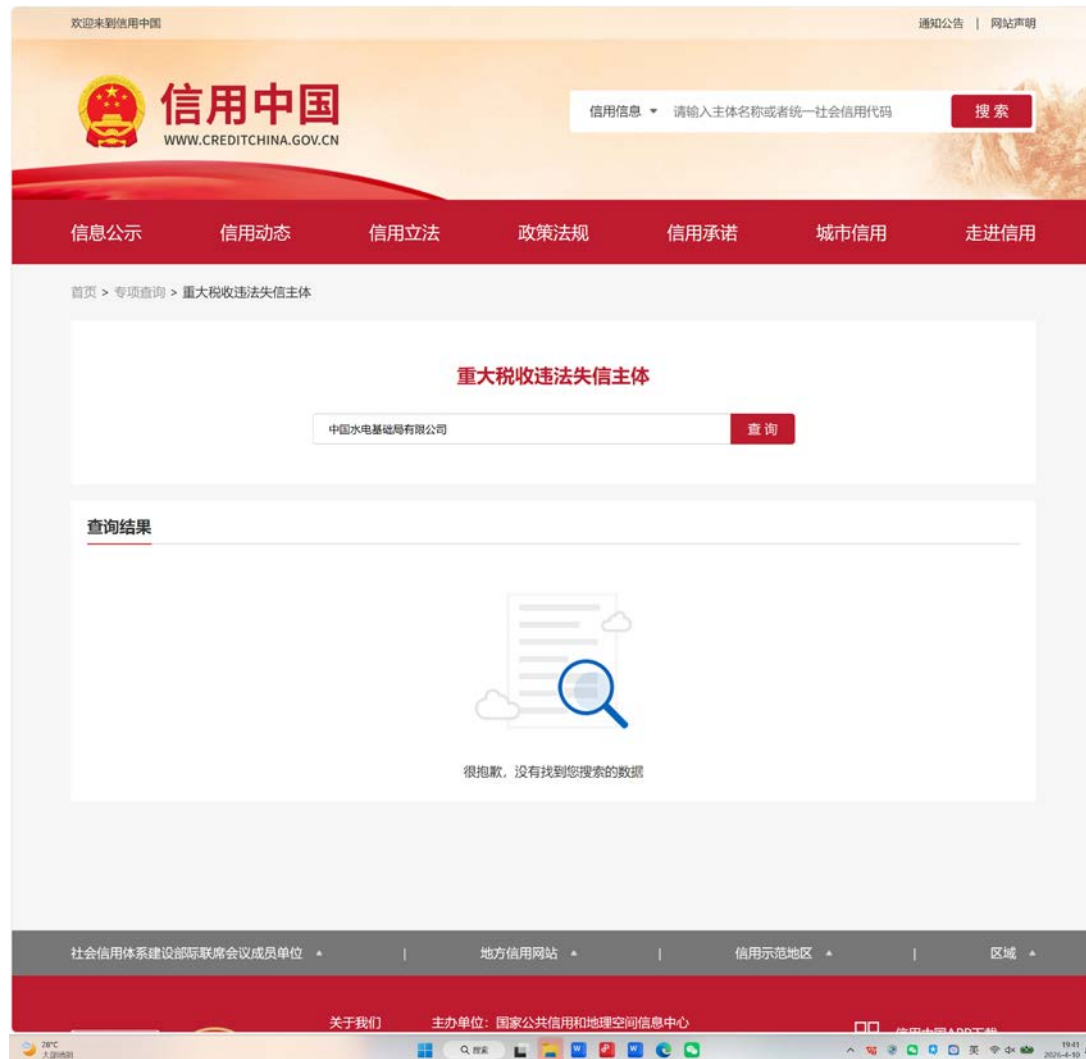 欢迎来到信用中国
通知公告 | 网站声明
信用中国
WWW.CREDITCHINA.GOV.CN
信用信息 请输入主体名称或者统一社会信用代码 搜索
信息公示 信用动态 信用立法 政策法规 信用承诺 城市信用 走进信用
首页 > 专项查询 > 重大税收违法失信主体
重大税收违法失信主体
中国水电基础局有限公司 查询
查询结果
很抱歉，没有找到您搜索的数据
社会信用体系建设部际联席会议成员单位 | 地方信用网站 | 信用示范地区 | 区域
关于我们 主办单位：国家公共信用和地理空间信息中心
28°C
搜索
英
19:41